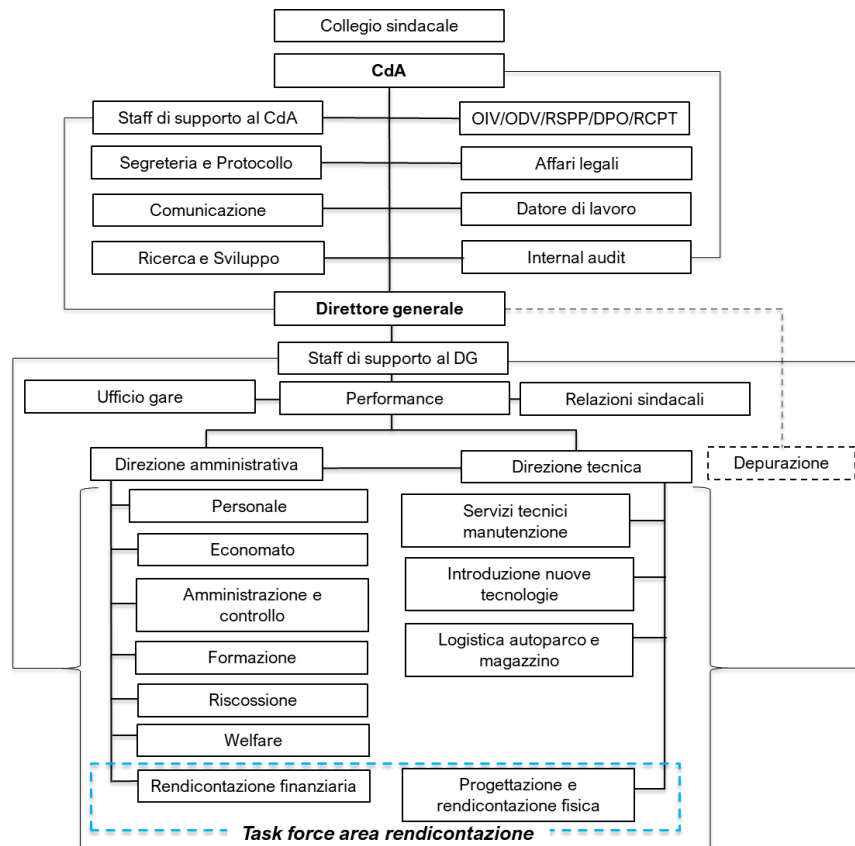 Collegio sindacale
CdA
Staff di supporto al CdA
OIV/ODV/RSPP/DPO/RCPT
Segreteria e Protocollo
Affari legali
Comunicazione
Datore di lavoro
Ricerca e Sviluppo
Internal audit
Direttore generale
Staff di supporto al DG
Ufficio gare
Performance
Relazioni sindacali
Direzione amministrativa
Direzione tecnica
Depurazione
Personale
Economato
Amministrazione e
controllo
Formazione
Riscossione
Welfare
Rendicontazione finanziaria
Servizi tecnici
manutenzione
Introduzione nuove
tecnologie
Logistica autoparco e
magazzino
Progettazione e
rendicontazione fisica
Task force area rendicontazione